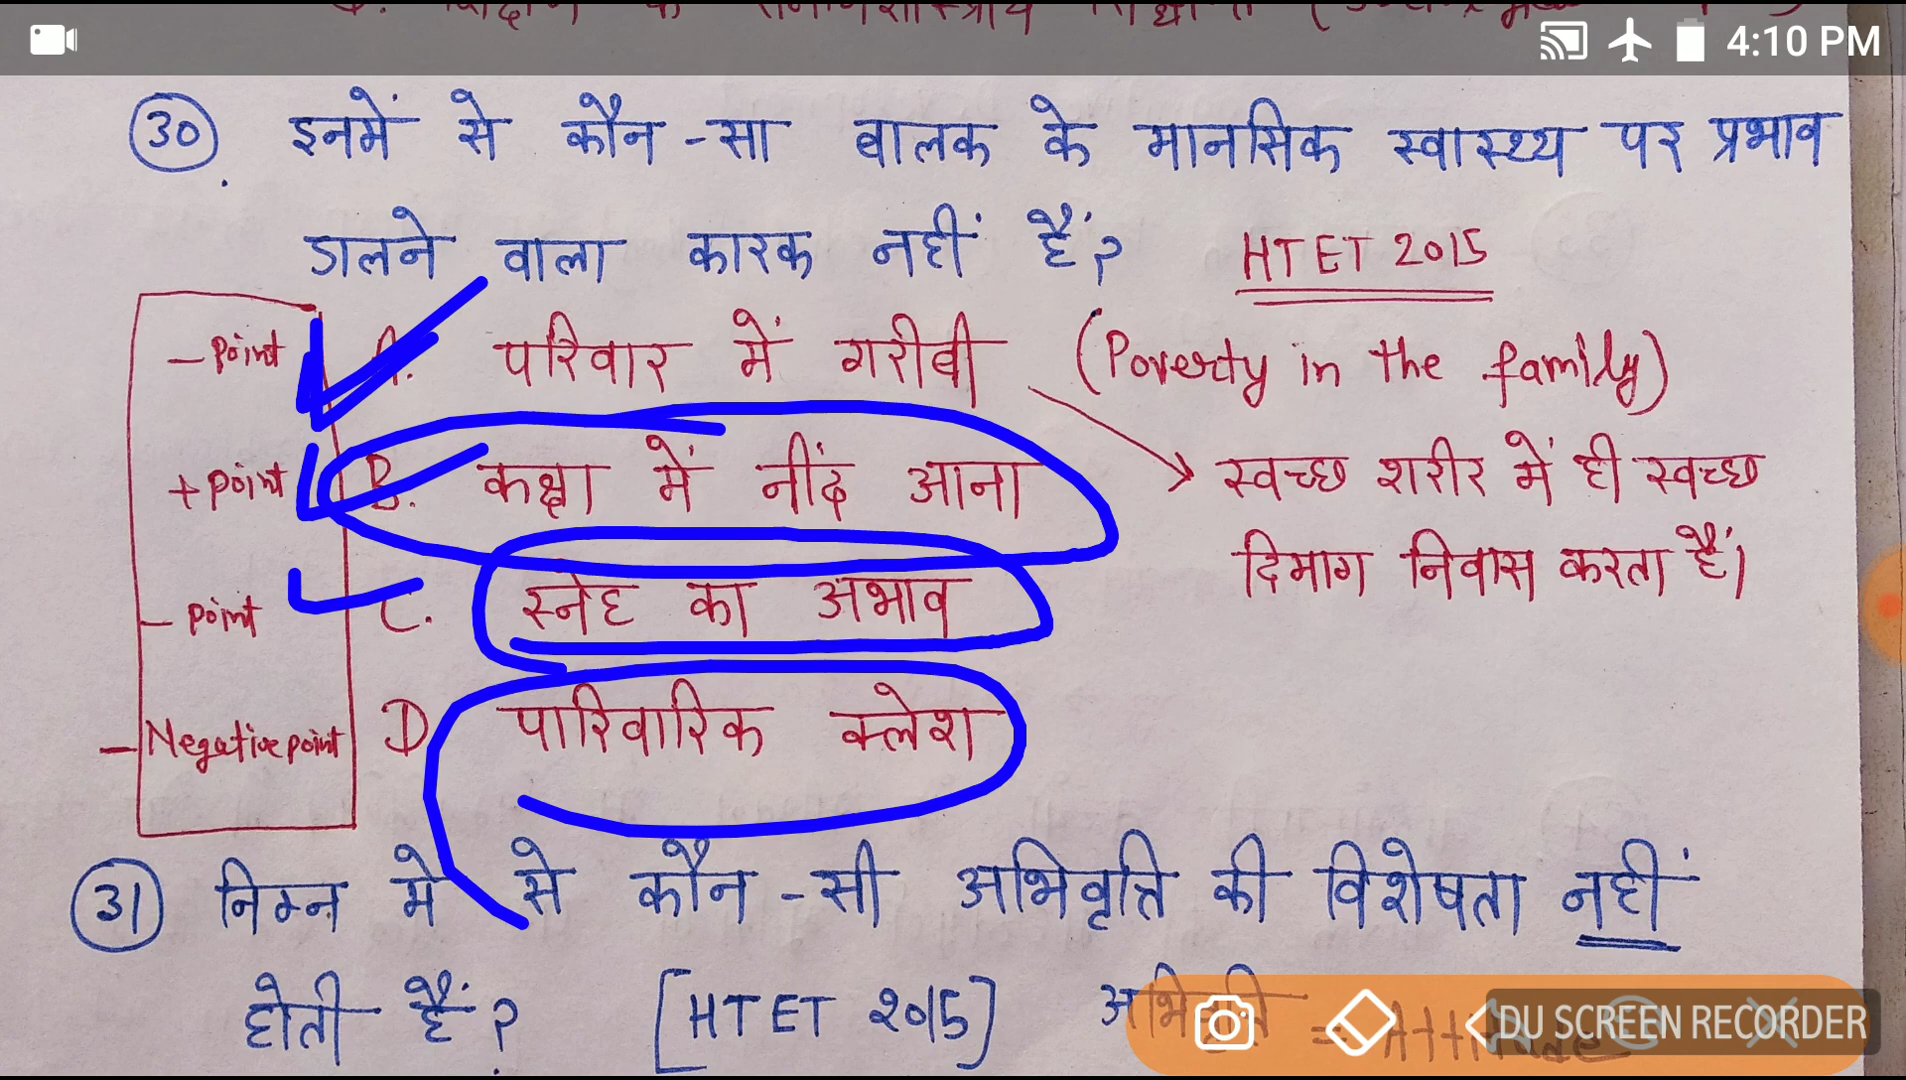 4:10 PM
30 इनमें से कौन-सा बालक के मानसिक स्वास्थ्य पर प्रभाव
डालने वाला कारक नहीं हैं? HTET 2015
- Point A. परिवार में गरीबी (Poverty in the family)
+ Point B. कक्षा में नींद आना स्वच्छ शरीर में ही स्वच्छ
दिमाग निवास करता हैं।
- Point C. स्नेह का अभाव
- Negative point D पारिवारिक क्लेश
31 निम्न में से कौन-सी अभिवृत्ति की विशेषता नहीं
होती हैं? [HTET 2015]
DU SCREEN RECORDER